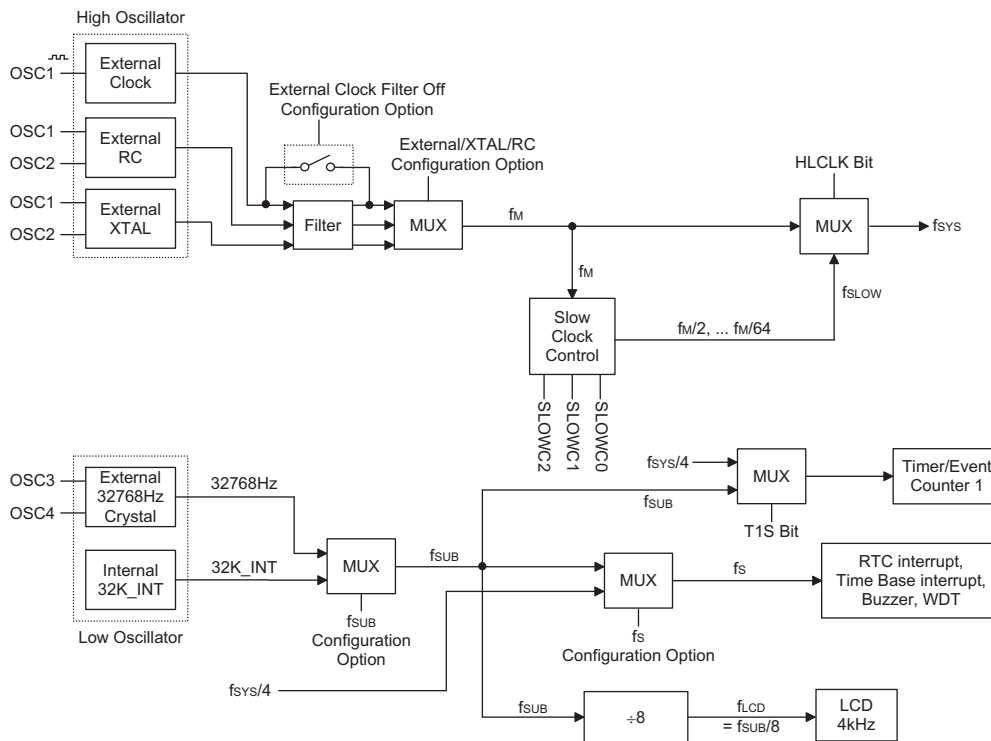 High Oscillator
OSC1
External
Clock
OSC1
OSC2
External
RC
OSC1
OSC2
External
XTAL
External Clock Filter Off
Configuration Option
External/XTAL/RC
Configuration Option
Filter
MUX
fM
HLCLK Bit
MUX
fSYS
fM
fSLOW
Slow
Clock
Control
fM/2, ... fM/64
SLOWC2
SLOWC1
SLOWC0
OSC3
OSC4
External
32768Hz
Crystal
32768Hz
Internal
32K_INT
32K_INT
Low Oscillator
MUX
fSUB
fSUB
Configuration
Option
fSYS/4
fSUB
MUX
T1S Bit
Timer/Event
Counter 1
MUX
fS
fS
Configuration Option
RTC interrupt,
Time Base interrupt,
Buzzer, WDT
fSYS/4
fSUB
÷8
fLCD
= fSUB/8
LCD
4kHz